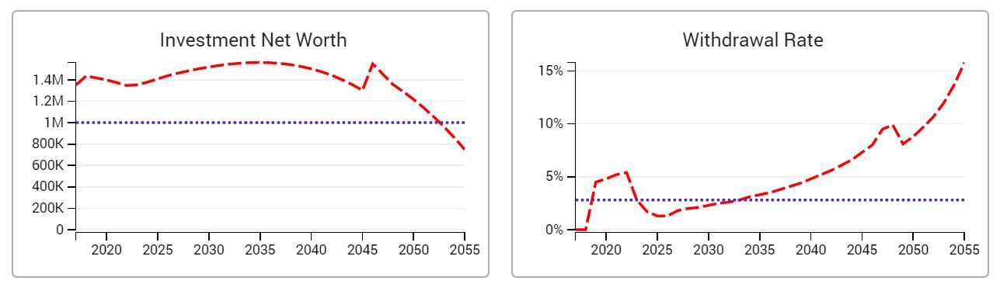 Investment Net Worth
1.4M
1.2M
1M
800K
600K
400K
200K
0
2020 2025 2030 2035 2040 2045 2050 2055
Withdrawal Rate
15%
10%
5%
0%
2020 2025 2030 2035 2040 2045 2050 2055